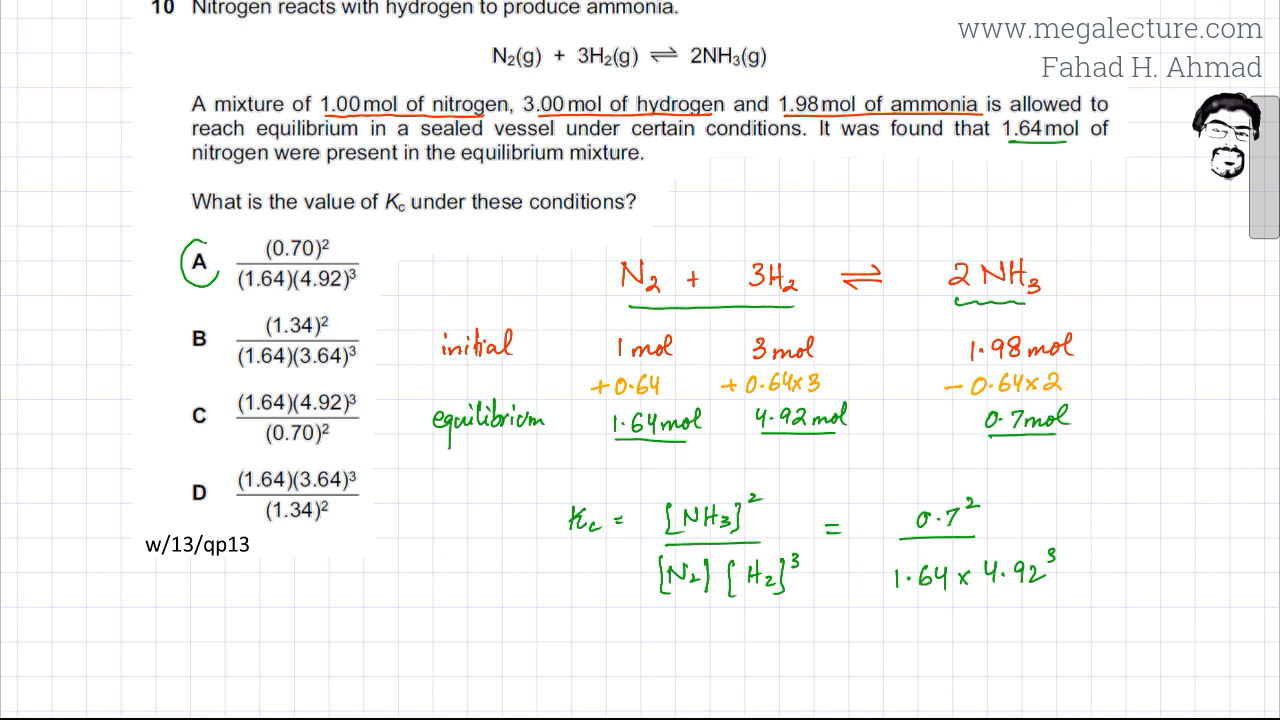 10 Nitrogen reacts with hydrogen to produce ammonia.
www.megalecture.com
Fahad H. Ahmad
N₂(g) + 3H₂(g) ⇌ 2NH₃(g)
A mixture of 1.00 mol of nitrogen, 3.00 mol of hydrogen and 1.98 mol of ammonia is allowed to
reach equilibrium in a sealed vessel under certain conditions. It was found that 1.64 mol of
nitrogen were present in the equilibrium mixture.
What is the value of Kc under these conditions?
A (0.70)² / (1.64)(4.92)³
B (1.34)² / (1.64)(3.64)³
C (1.64)(4.92)³ / (0.70)²
D (1.64)(3.64)³ / (1.34)²
w/13/qp13
N₂ + 3H₂ ⇌ 2 NH₃
initial 1 mol 3 mol 1.98 mol
+0.64 +0.64×3 −0.64×2
equilibrium 1.64 mol 4.92 mol 0.7 mol
Kc = [NH₃]² / [N₂] [H₂]³ = 0.7² / 1.64 × 4.92³